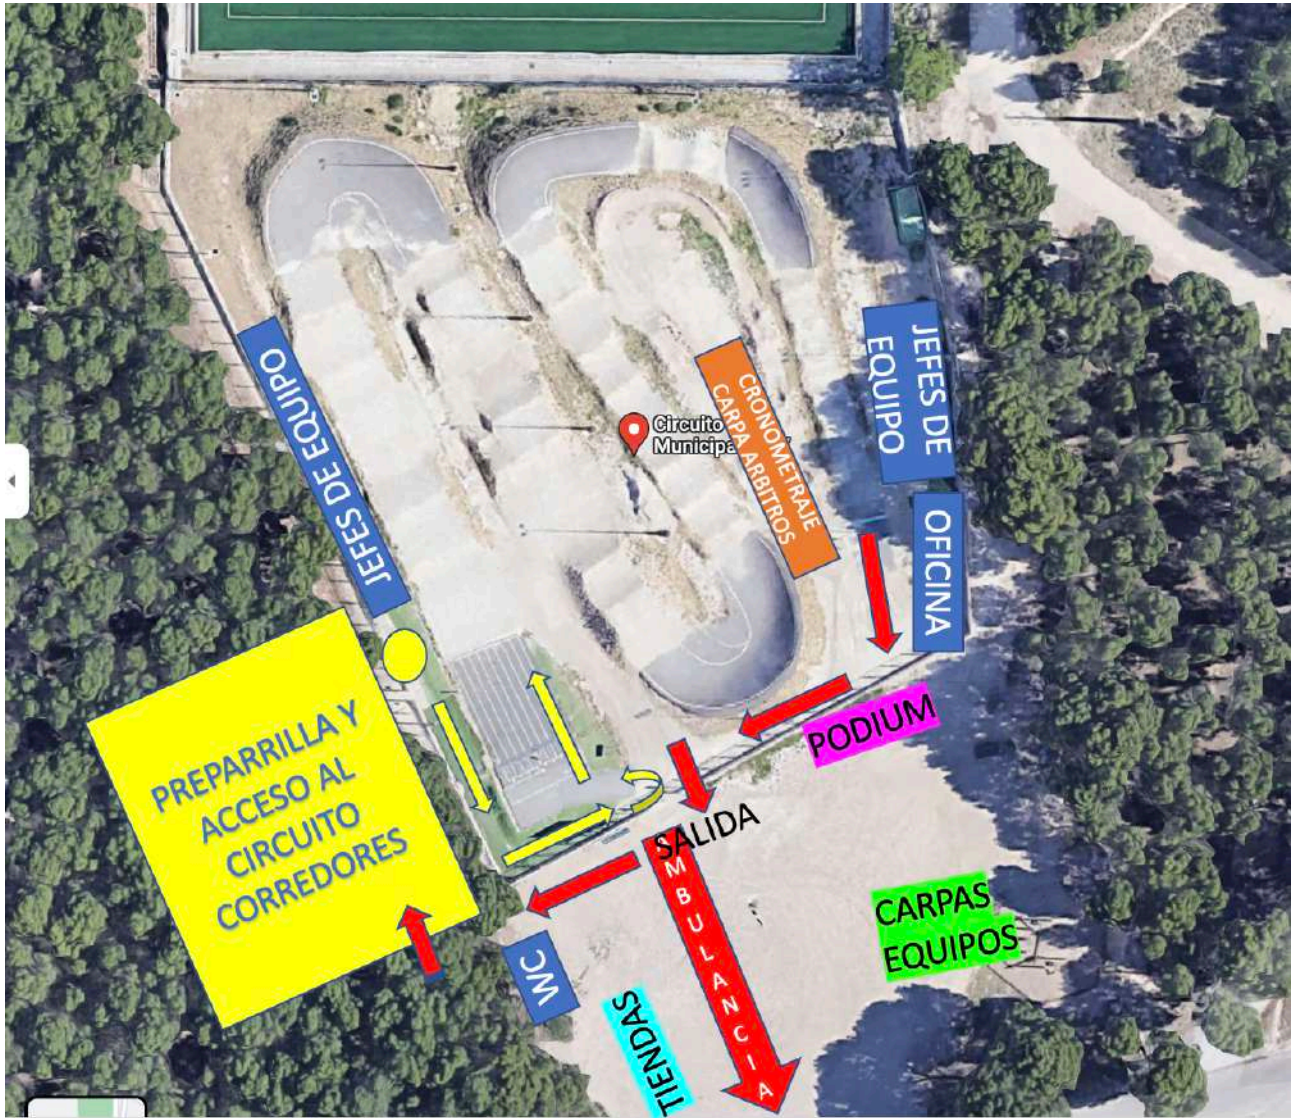 JEFES DE EQUIPO
JEFES DE
EQUIPO
CRONOMETRAJE
CARPA ARBITROS
Circuito
Municipa
OFICINA
PREPARRILLA Y
ACCESO AL
CIRCUITO
CORREDORES
PODIUM
SALIDA
AMBULANCIA
CARPAS
EQUIPOS
WC
TIENDAS